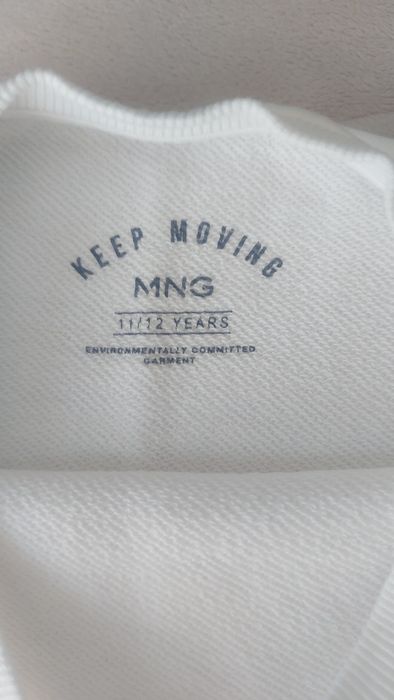 KEEP MOVING
MNG
11/12 YEARS
ENVIRONMENTALLY COMMITTED
GARMENT